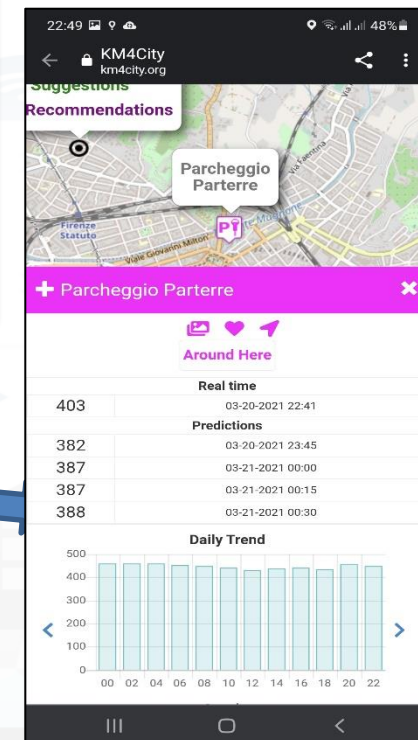 22:49
48%
KM4City
km4city.org
Suggestions
Recommendations
Parcheggio
Parterre
Firenze
Statuto
Viale Giovanni Milton
Via Faentina
+ Parcheggio Parterre
Around Here
Real time
403 03-20-2021 22:41
Predictions
382 03-20-2021 23:45
387 03-21-2021 00:00
387 03-21-2021 00:15
388 03-21-2021 00:30
Daily Trend
500
400
300
200
100
0
00 02 04 06 08 10 12 14 16 18 20 22